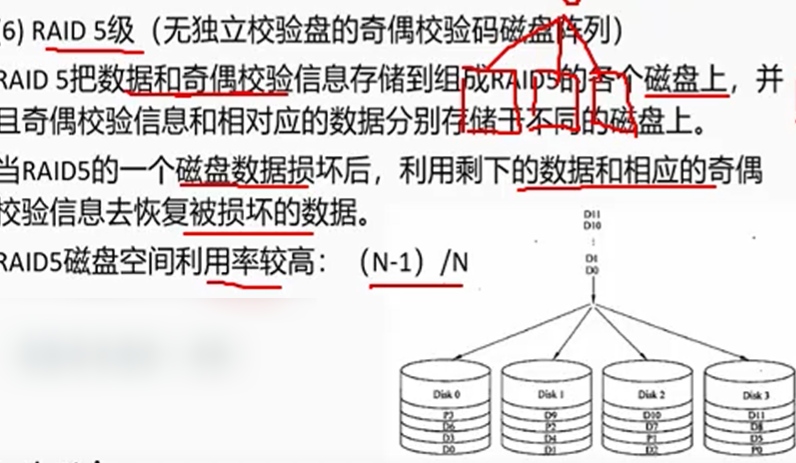 (6) RAID 5级（无独立校验盘的奇偶校验码磁盘阵列）
RAID 5把数据和奇偶校验信息存储到组成RAID5的各个磁盘上，并
且奇偶校验信息和相对应的数据分别存储于不同的磁盘上。
当RAID5的一个磁盘数据损坏后，利用剩下的数据和相应的奇偶
校验信息去恢复被损坏的数据。
RAID5磁盘空间利用率较高：（N-1）/N
D11
D10
⋮
D1
D0
Disk 0 Disk 1 Disk 2 Disk 3
P3 D9 D10 D11
D6 P2 D7 D8
D3 D4 P1 D5
D0 D1 D2 P0